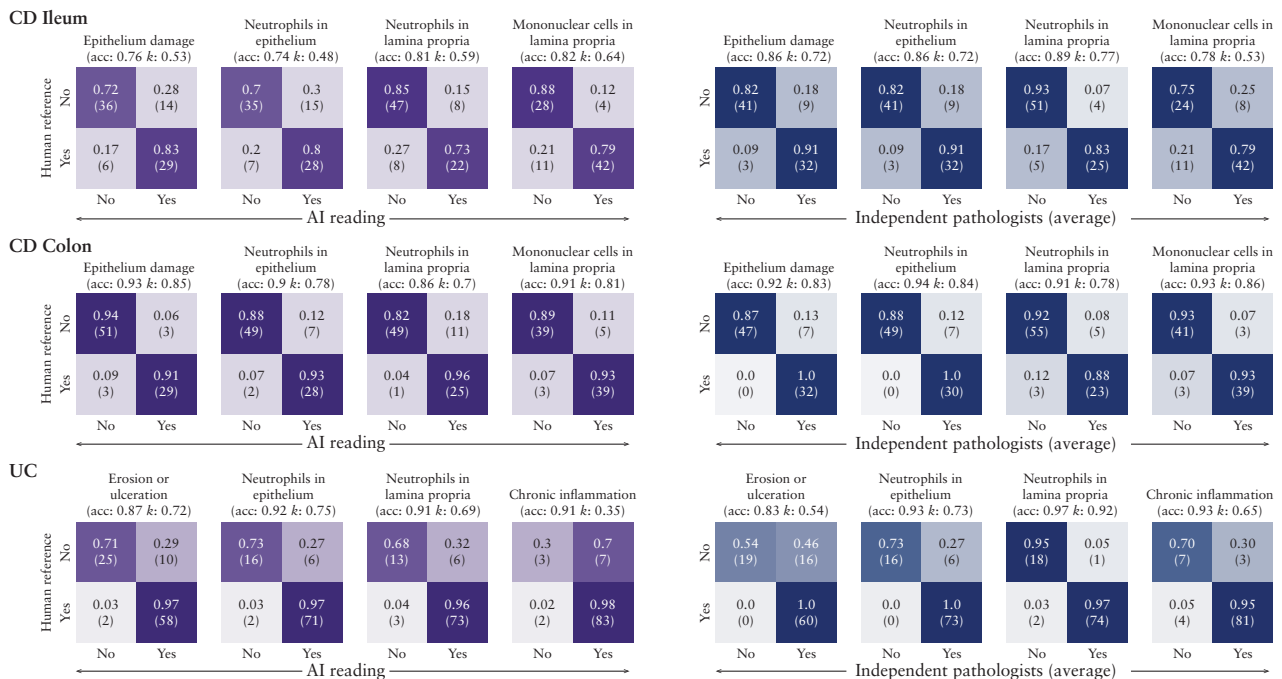 CD Ileum
Epithelium damage
(acc: 0.76 k: 0.53)
Neutrophils in
epithelium
(acc: 0.74 k: 0.48)
Neutrophils in
lamina propria
(acc: 0.81 k: 0.59)
Mononuclear cells in
lamina propria
(acc: 0.82 k: 0.64)
Human reference
No
Yes
0.72 0.28
(36) (14)
0.17 0.83
(6) (29)
0.7 0.3
(35) (15)
0.2 0.8
(7) (28)
0.85 0.15
(47) (8)
0.27 0.73
(8) (22)
0.88 0.12
(28) (4)
0.21 0.79
(11) (42)
No Yes No Yes No Yes No Yes
AI reading
Epithelium damage
(acc: 0.86 k: 0.72)
Neutrophils in
epithelium
(acc: 0.86 k: 0.72)
Neutrophils in
lamina propria
(acc: 0.89 k: 0.77)
Mononuclear cells in
lamina propria
(acc: 0.78 k: 0.53)
No
Yes
0.82 0.18
(41) (9)
0.09 0.91
(3) (32)
0.82 0.18
(41) (9)
0.09 0.91
(3) (32)
0.93 0.07
(51) (4)
0.17 0.83
(5) (25)
0.75 0.25
(24) (8)
0.21 0.79
(11) (42)
No Yes No Yes No Yes No Yes
Independent pathologists (average)
CD Colon
Epithelium damage
(acc: 0.93 k: 0.85)
Neutrophils in
epithelium
(acc: 0.9 k: 0.78)
Neutrophils in
lamina propria
(acc: 0.86 k: 0.7)
Mononuclear cells in
lamina propria
(acc: 0.91 k: 0.81)
Human reference
No
Yes
0.94 0.06
(51) (3)
0.09 0.91
(3) (29)
0.88 0.12
(49) (7)
0.07 0.93
(2) (28)
0.82 0.18
(49) (11)
0.04 0.96
(1) (25)
0.89 0.11
(39) (5)
0.07 0.93
(3) (39)
No Yes No Yes No Yes No Yes
AI reading
Epithelium damage
(acc: 0.92 k: 0.83)
Neutrophils in
epithelium
(acc: 0.94 k: 0.84)
Neutrophils in
lamina propria
(acc: 0.91 k: 0.78)
Mononuclear cells in
lamina propria
(acc: 0.93 k: 0.86)
No
Yes
0.87 0.13
(47) (7)
0.0 1.0
(0) (32)
0.88 0.12
(49) (7)
0.0 1.0
(0) (30)
0.92 0.08
(55) (5)
0.12 0.88
(3) (23)
0.93 0.07
(41) (3)
0.07 0.93
(3) (39)
No Yes No Yes No Yes No Yes
Independent pathologists (average)
UC
Erosion or
ulceration
(acc: 0.87 k: 0.72)
Neutrophils in
epithelium
(acc: 0.92 k: 0.75)
Neutrophils in
lamina propria
(acc: 0.91 k: 0.69)
Chronic inflammation
(acc: 0.91 k: 0.35)
Human reference
No
Yes
0.71 0.29
(25) (10)
0.03 0.97
(2) (58)
0.73 0.27
(16) (6)
0.03 0.97
(2) (71)
0.68 0.32
(13) (6)
0.04 0.96
(3) (73)
0.3 0.7
(3) (7)
0.02 0.98
(2) (83)
No Yes No Yes No Yes No Yes
AI reading
Erosion or
ulceration
(acc: 0.83 k: 0.54)
Neutrophils in
epithelium
(acc: 0.93 k: 0.73)
Neutrophils in
lamina propria
(acc: 0.97 k: 0.92)
Chronic inflammation
(acc: 0.93 k: 0.65)
No
Yes
0.54 0.46
(19) (16)
0.0 1.0
(0) (60)
0.73 0.27
(16) (6)
0.0 1.0
(0) (73)
0.95 0.05
(18) (1)
0.03 0.97
(2) (74)
0.70 0.30
(7) (3)
0.05 0.95
(4) (81)
No Yes No Yes No Yes No Yes
Independent pathologists (average)